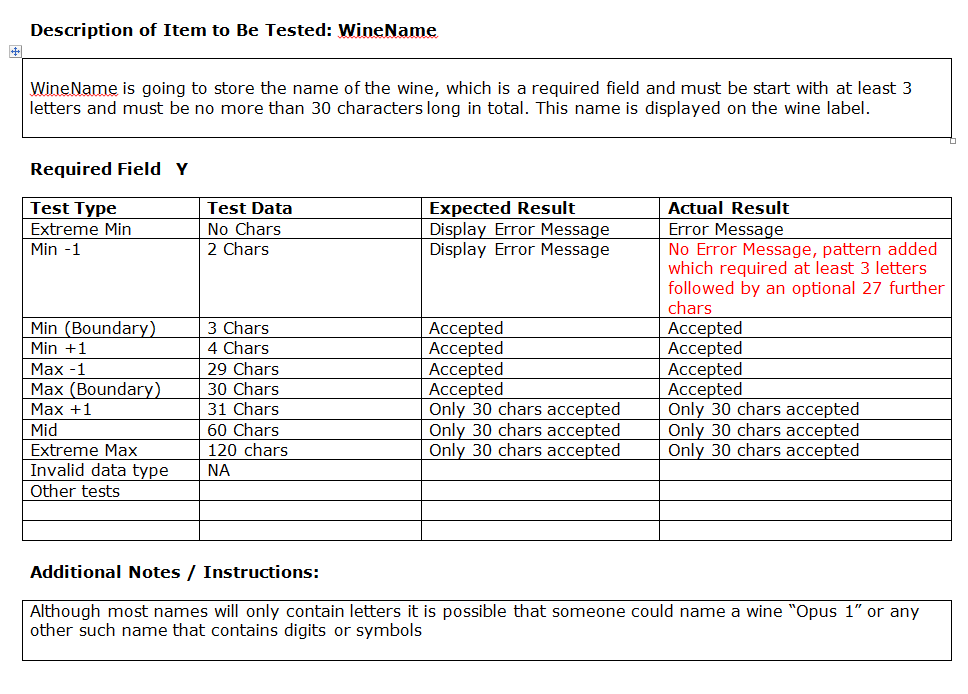 Description of Item to Be Tested: WineName
WineName is going to store the name of the wine, which is a required field and must be start with at least 3
letters and must be no more than 30 characters long in total. This name is displayed on the wine label.
Required Field Y
Test Type Test Data Expected Result Actual Result
Extreme Min No Chars Display Error Message Error Message
Min -1 2 Chars Display Error Message No Error Message, pattern added
which required at least 3 letters
followed by an optional 27 further
chars
Min (Boundary) 3 Chars Accepted Accepted
Min +1 4 Chars Accepted Accepted
Max -1 29 Chars Accepted Accepted
Max (Boundary) 30 Chars Accepted Accepted
Max +1 31 Chars Only 30 chars accepted Only 30 chars accepted
Mid 60 Chars Only 30 chars accepted Only 30 chars accepted
Extreme Max 120 chars Only 30 chars accepted Only 30 chars accepted
Invalid data type NA
Other tests
Additional Notes / Instructions:
Although most names will only contain letters it is possible that someone could name a wine “Opus 1” or any
other such name that contains digits or symbols